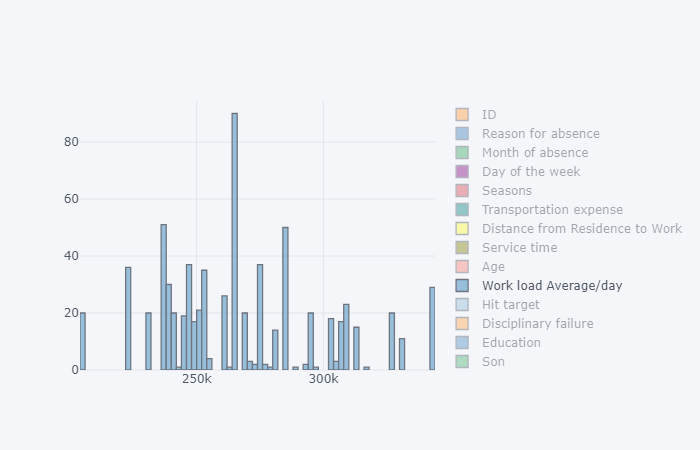 80
60
40
20
0
250k
300k
ID
Reason for absence
Month of absence
Day of the week
Seasons
Transportation expense
Distance from Residence to Work
Service time
Age
Work load Average/day
Hit target
Disciplinary failure
Education
Son